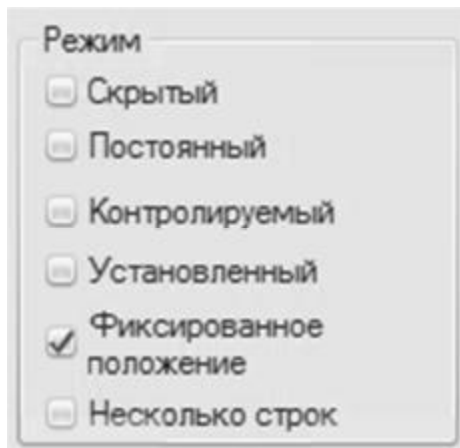 Режим
Скрытый
Постоянный
Контролируемый
Установленный
Фиксированное
положение
Несколько строк